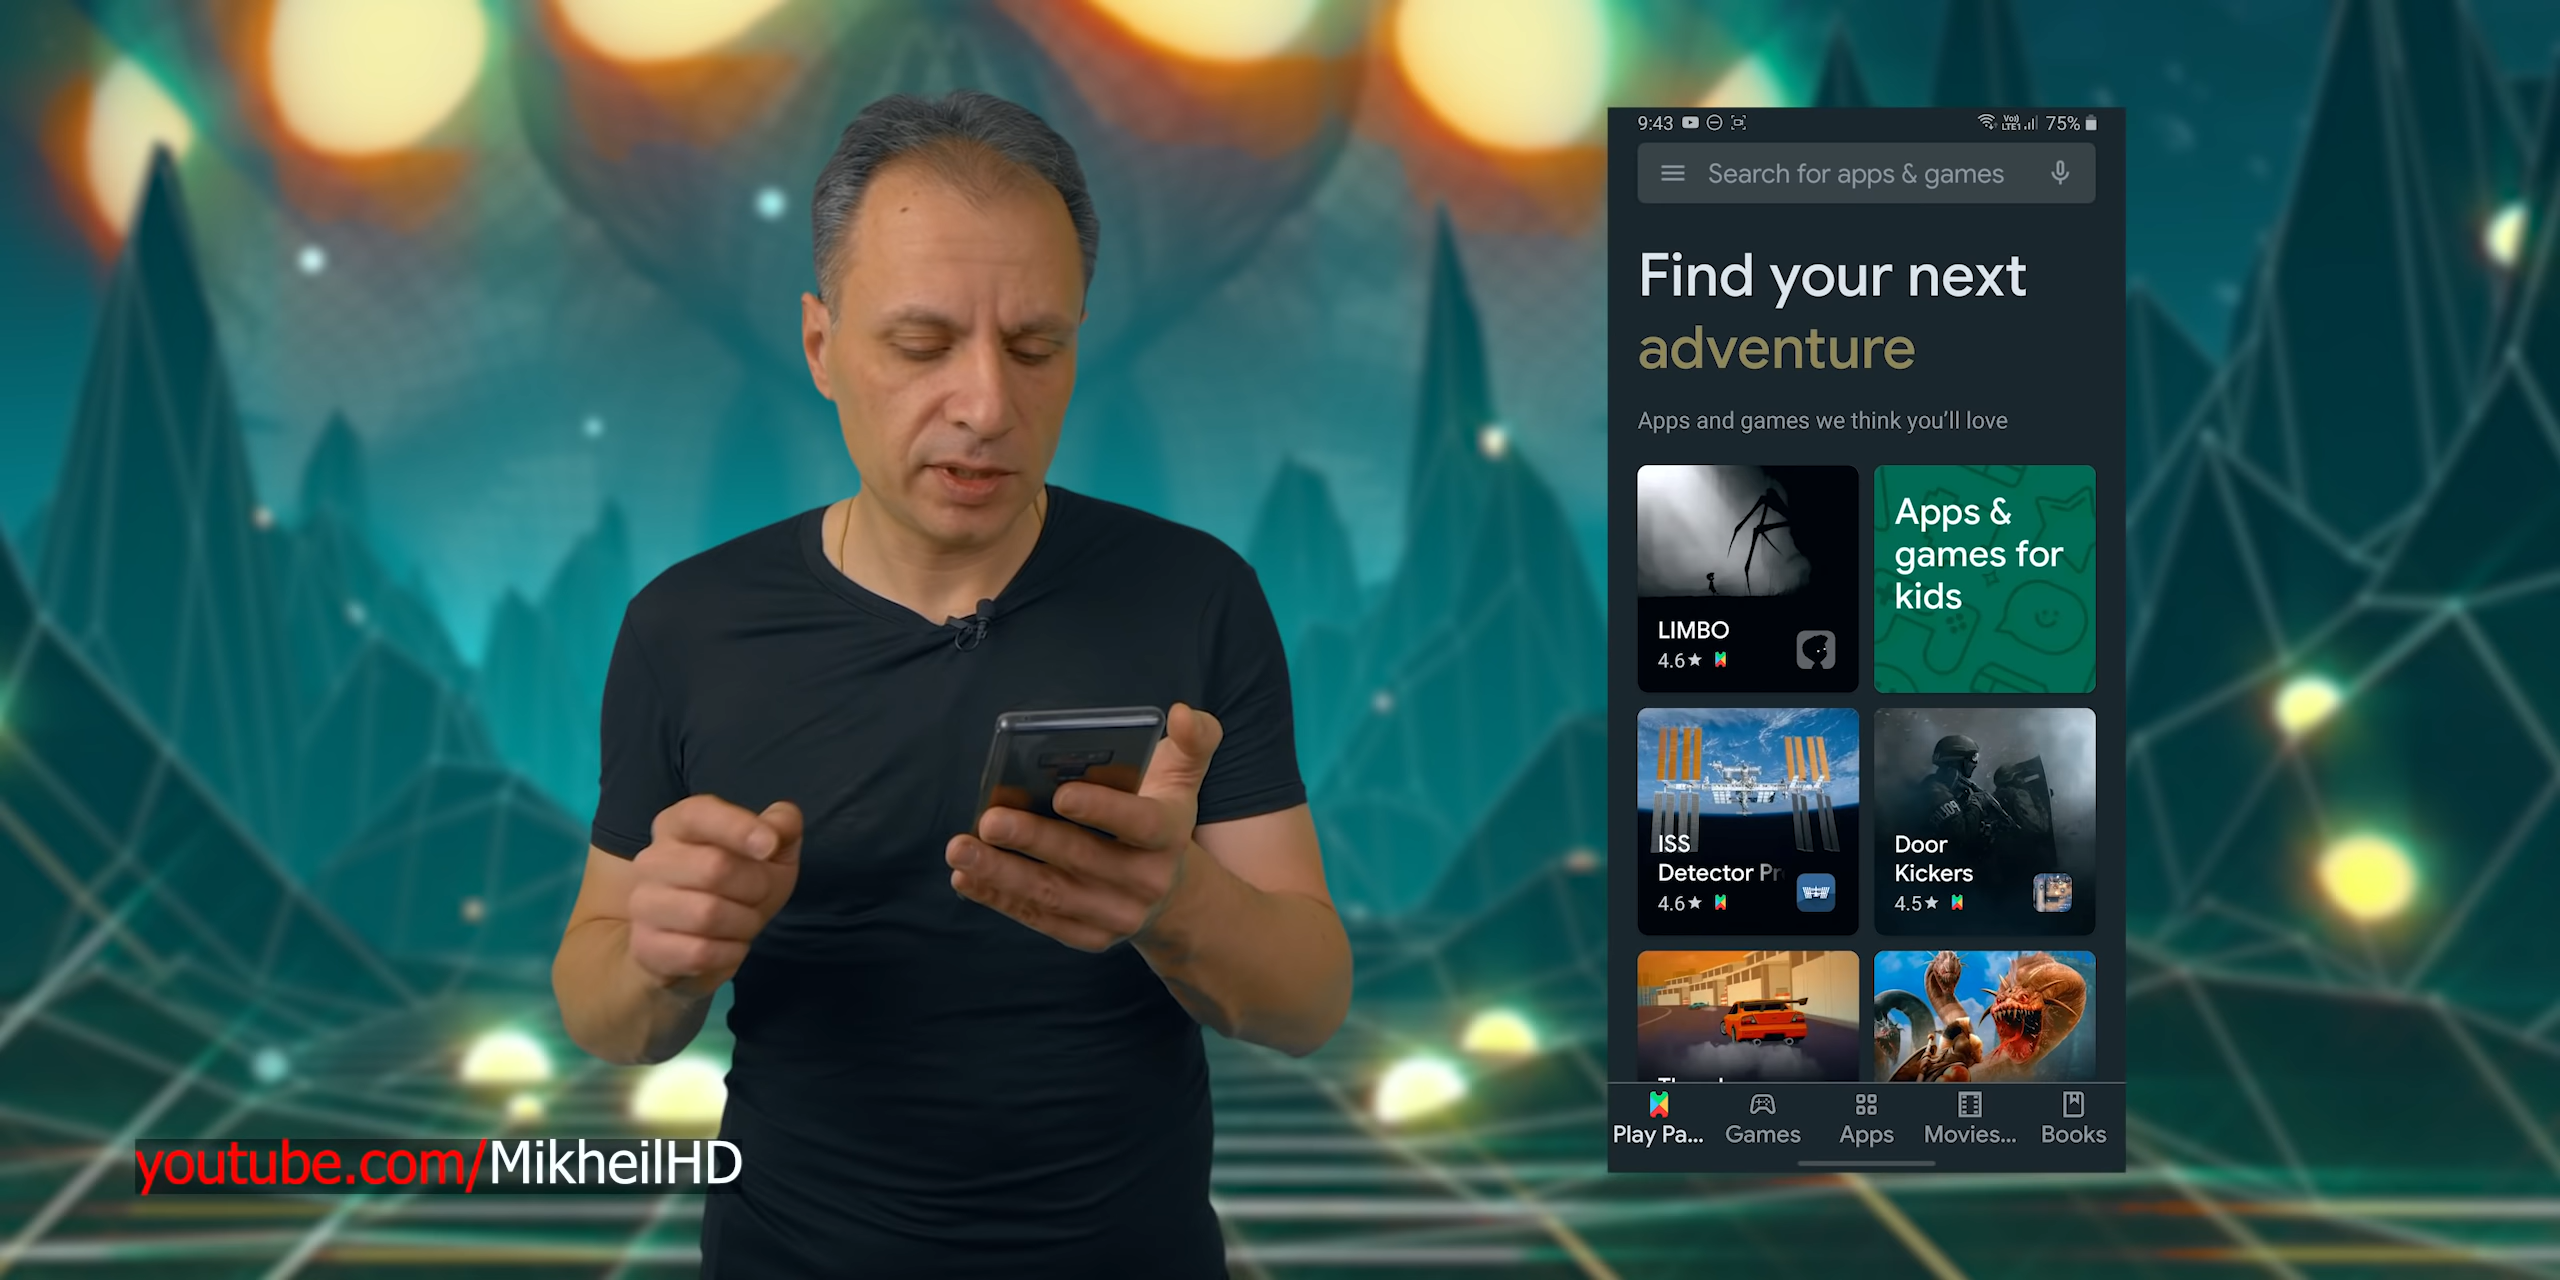 9:43
Vo)) LTE1 75%
Search for apps & games
Find your next
adventure
Apps and games we think you'll love
LIMBO
4.6★
Apps &
games for
kids
ISS
Detector Pr
4.6★
Door
Kickers
4.5★
Play Pa...
Games
Apps
Movies...
Books
youtube.com/MikheilHD